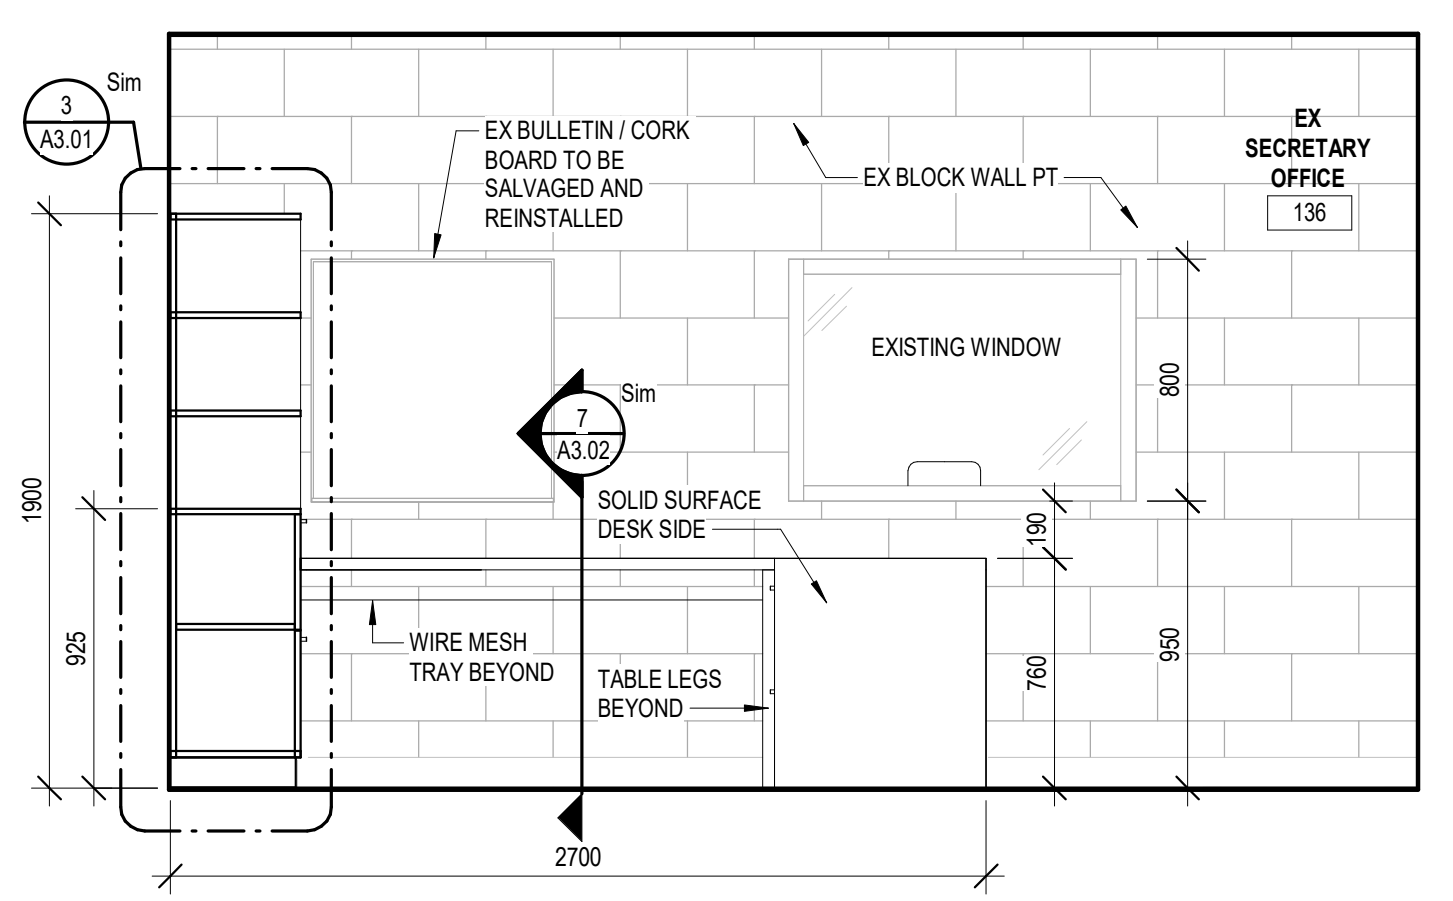 Sim
3
A3.01
EX BULLETIN / CORK
BOARD TO BE
SALVAGED AND
REINSTALLED
EX BLOCK WALL PT
EX
SECRETARY
OFFICE
136
EXISTING WINDOW
800
Sim
7
A3.02
1900
SOLID SURFACE
DESK SIDE
190
925
WIRE MESH
TRAY BEYOND
TABLE LEGS
BEYOND
760
950
2700